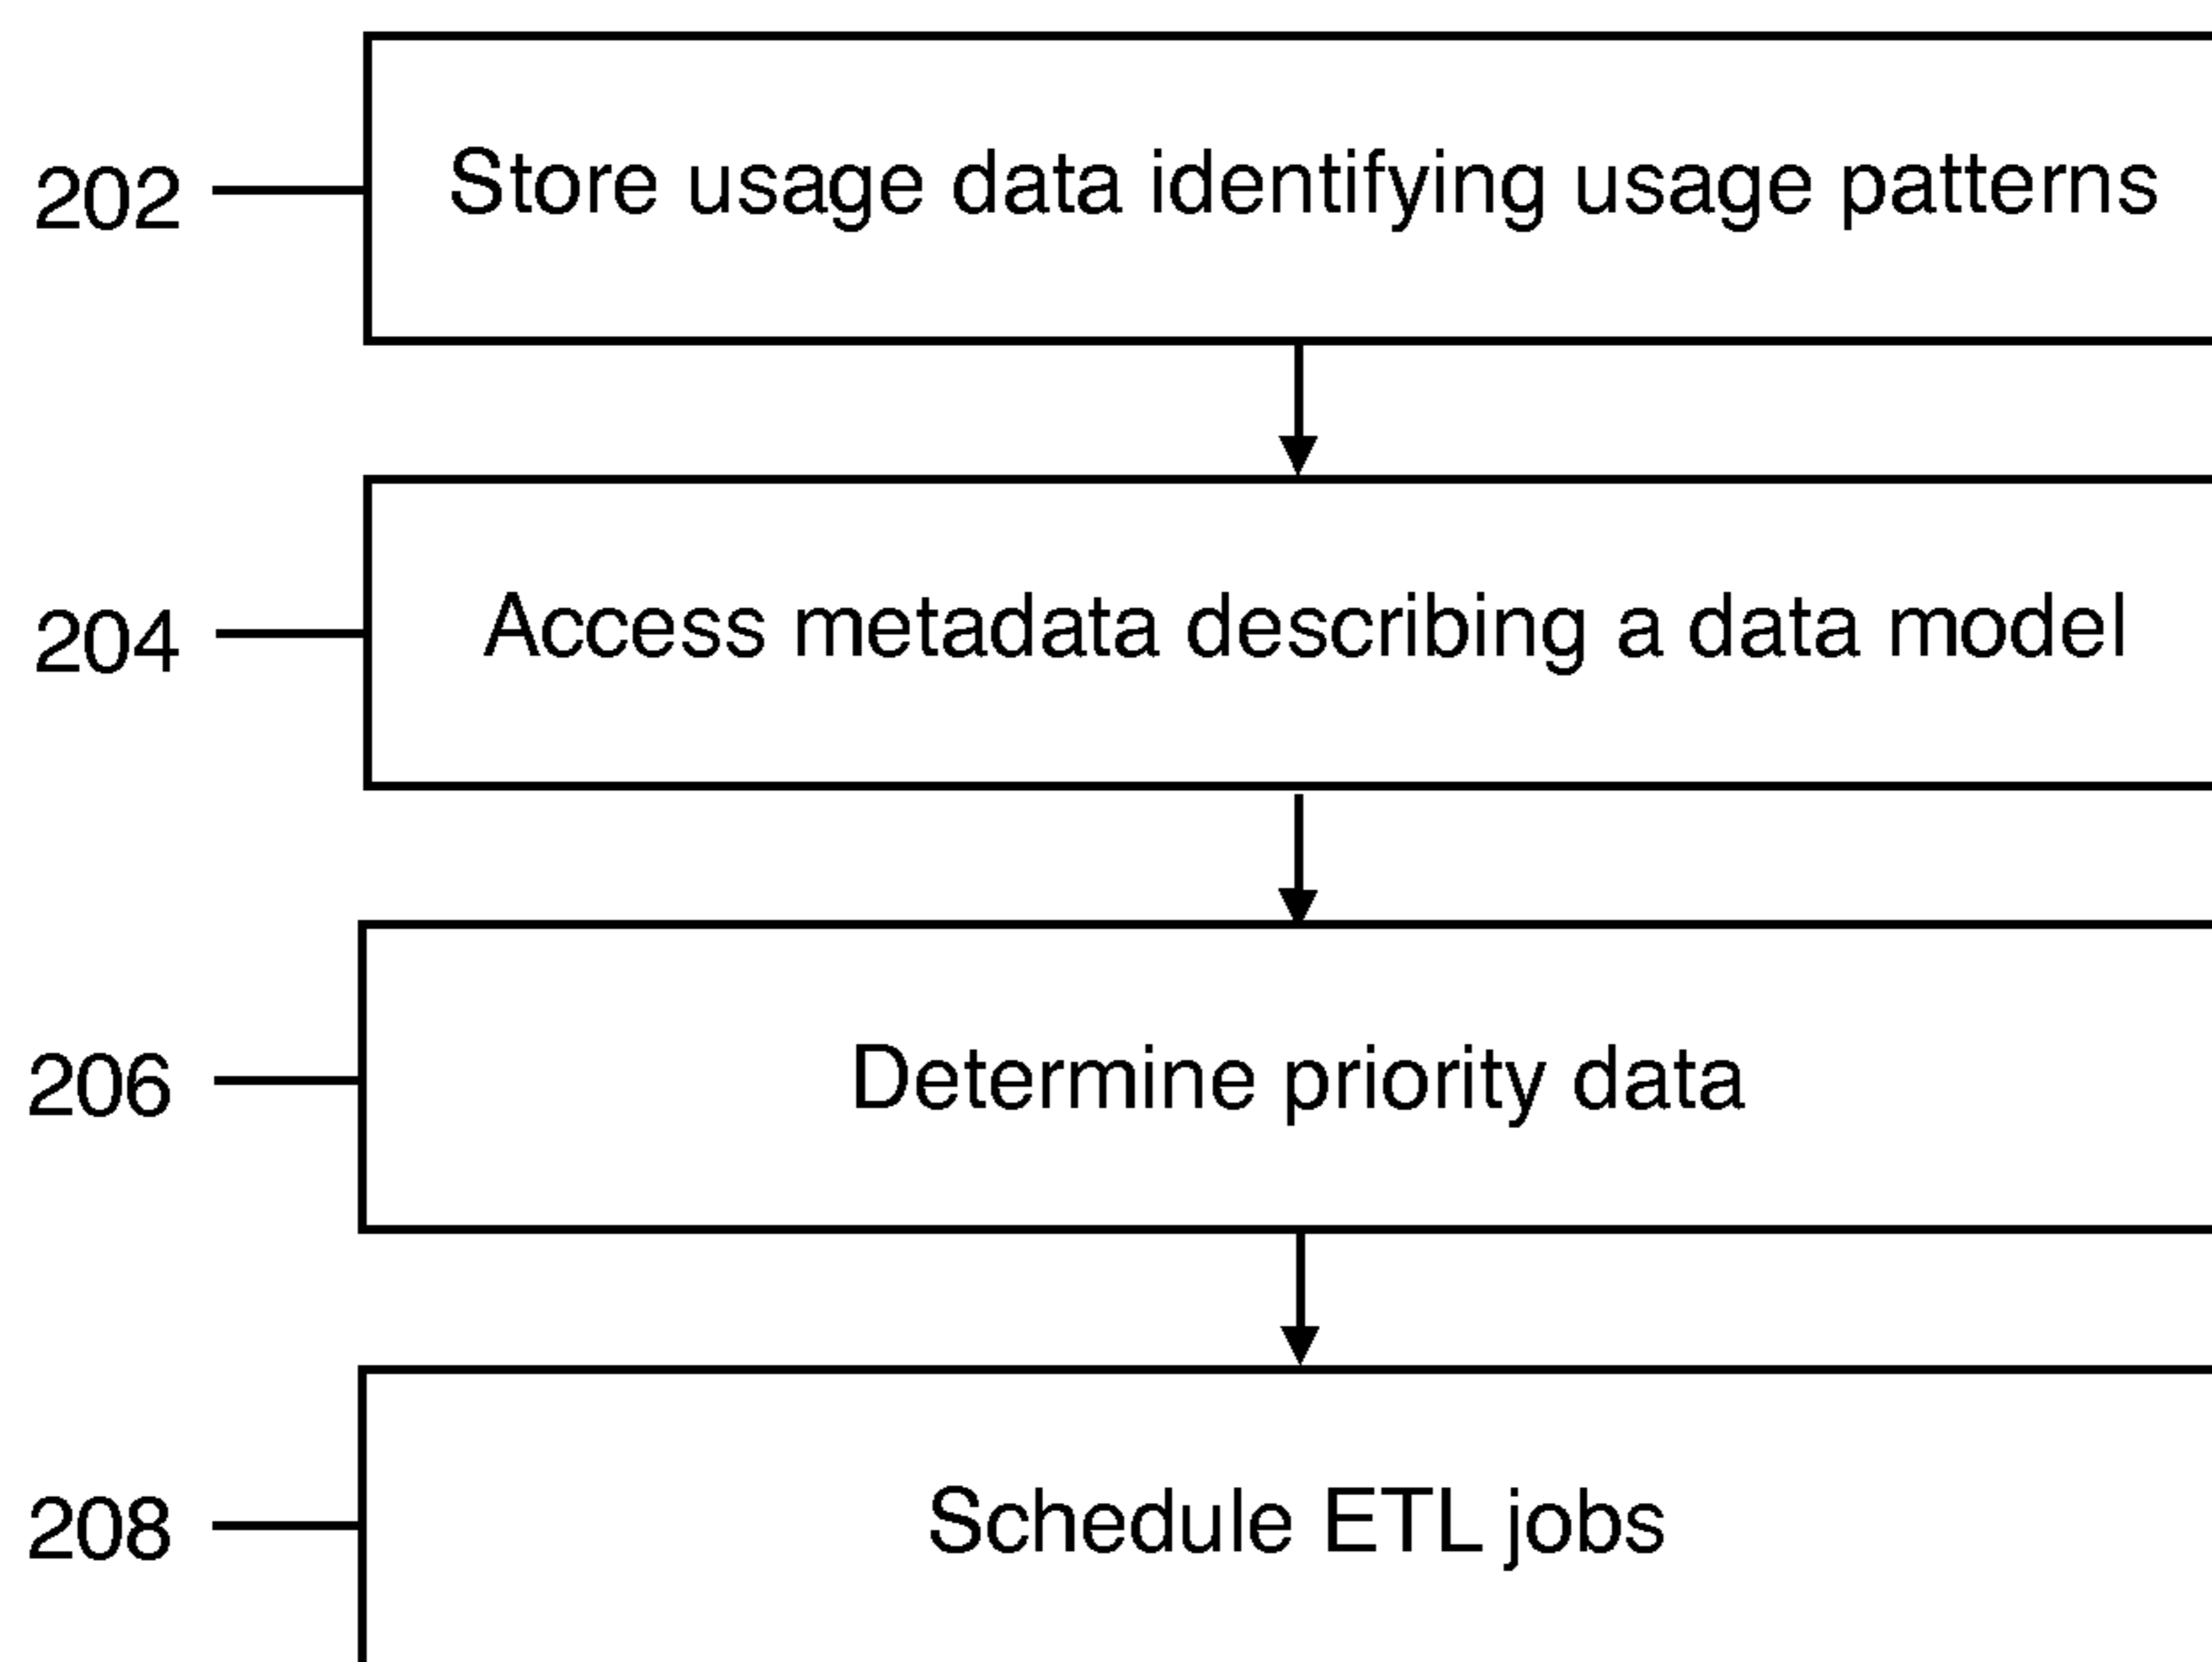 202 Store usage data identifying usage patterns
204 Access metadata describing a data model
206 Determine priority data
208 Schedule ETL jobs